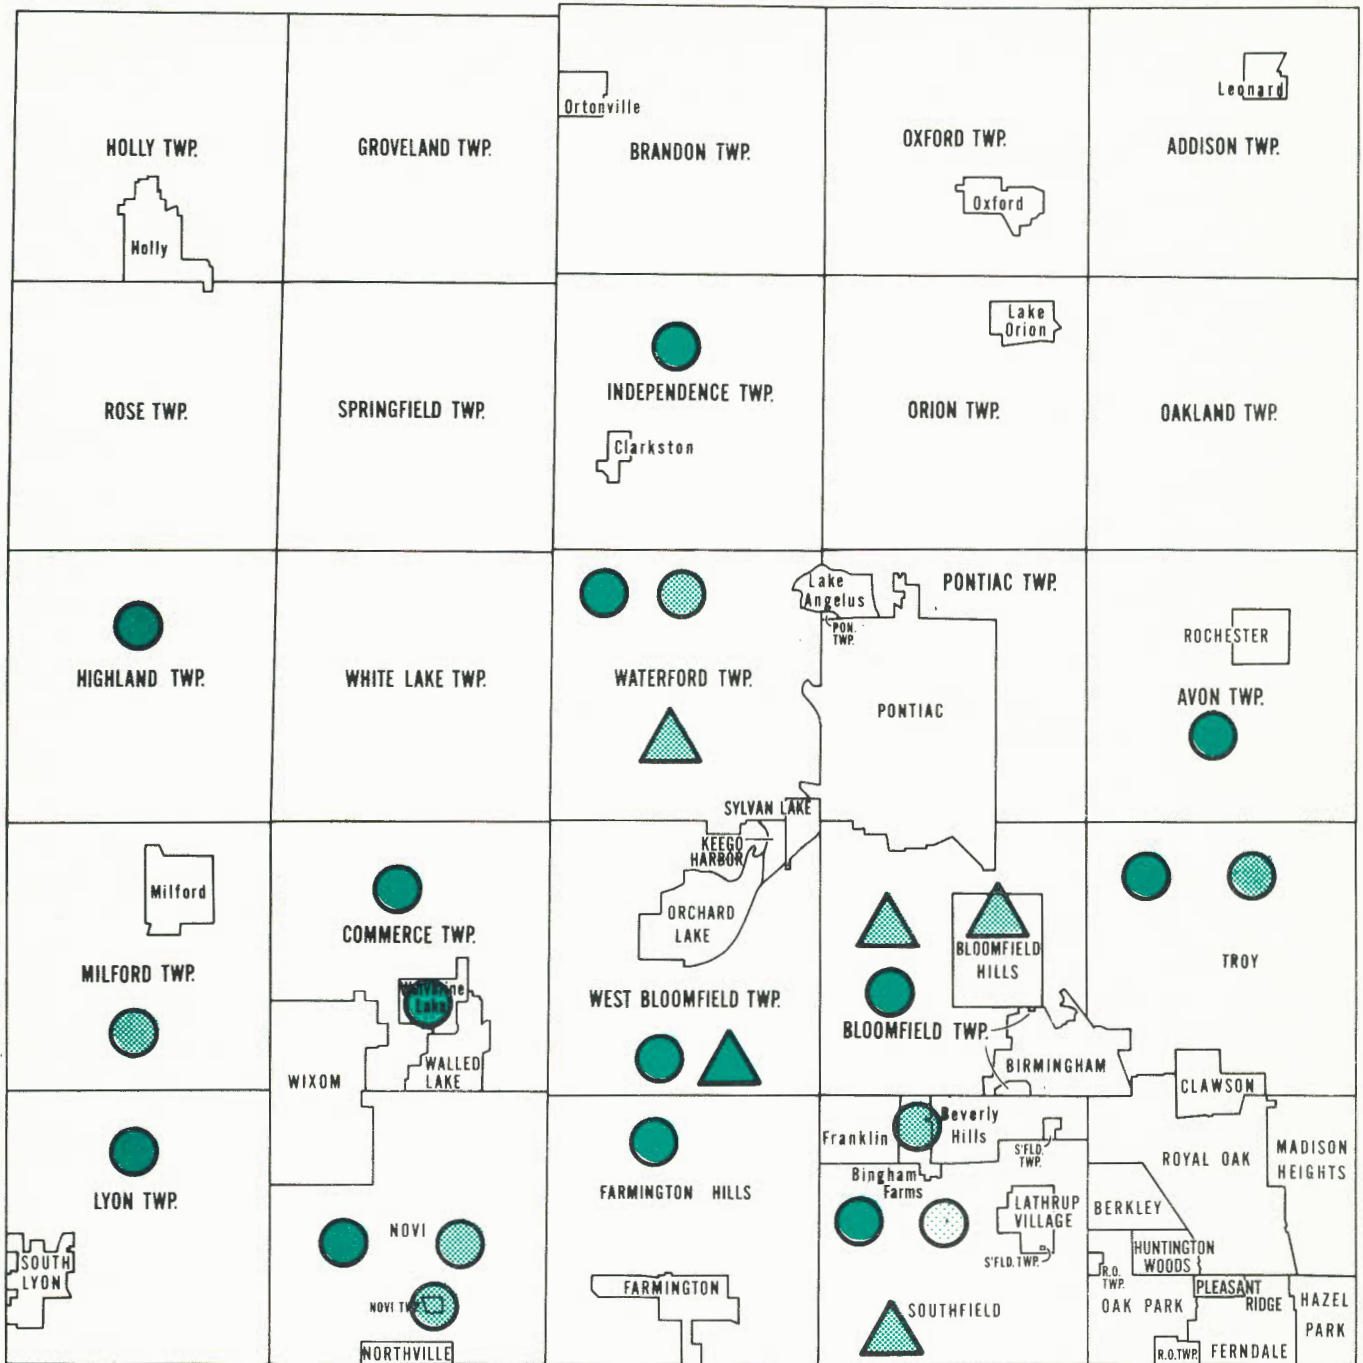 Leonard
Ortonville
HOLLY TWP.
GROVELAND TWP.
BRANDON TWP.
OXFORD TWP.
ADDISON TWP.
Holly
Oxford
Lake
Orion
ROSE TWP.
SPRINGFIELD TWP.
INDEPENDENCE TWP.
Clarkston
ORION TWP.
OAKLAND TWP.
Lake
Angelus
PON.
TWP.
PONTIAC TWP.
ROCHESTER
HIGHLAND TWP.
WHITE LAKE TWP.
WATERFORD TWP.
PONTIAC
AVON TWP.
SYLVAN LAKE
KEEGO
HARBOR
Milford
MILFORD TWP.
COMMERCE TWP.
Wolverine
Lake
WALLED
LAKE
WIXOM
ORCHARD
LAKE
WEST BLOOMFIELD TWP.
BLOOMFIELD
HILLS
BLOOMFIELD TWP.
BIRMINGHAM
TROY
CLAWSON
LYON TWP.
SOUTH
LYON
NOVI
NOVI TWP
NORTHVILLE
FARMINGTON HILLS
FARMINGTON
Franklin
Beverly
Hills
Bingham
Farms
S'FLD.
TWP.
LATHRUP
VILLAGE
S'FLD. TWP.
SOUTHFIELD
ROYAL OAK
MADISON
HEIGHTS
BERKLEY
HUNTINGTON
WOODS
R.O.
TWP.
OAK PARK
PLEASANT
RIDGE
HAZEL
PARK
R.O.TWP.
FERNDALE